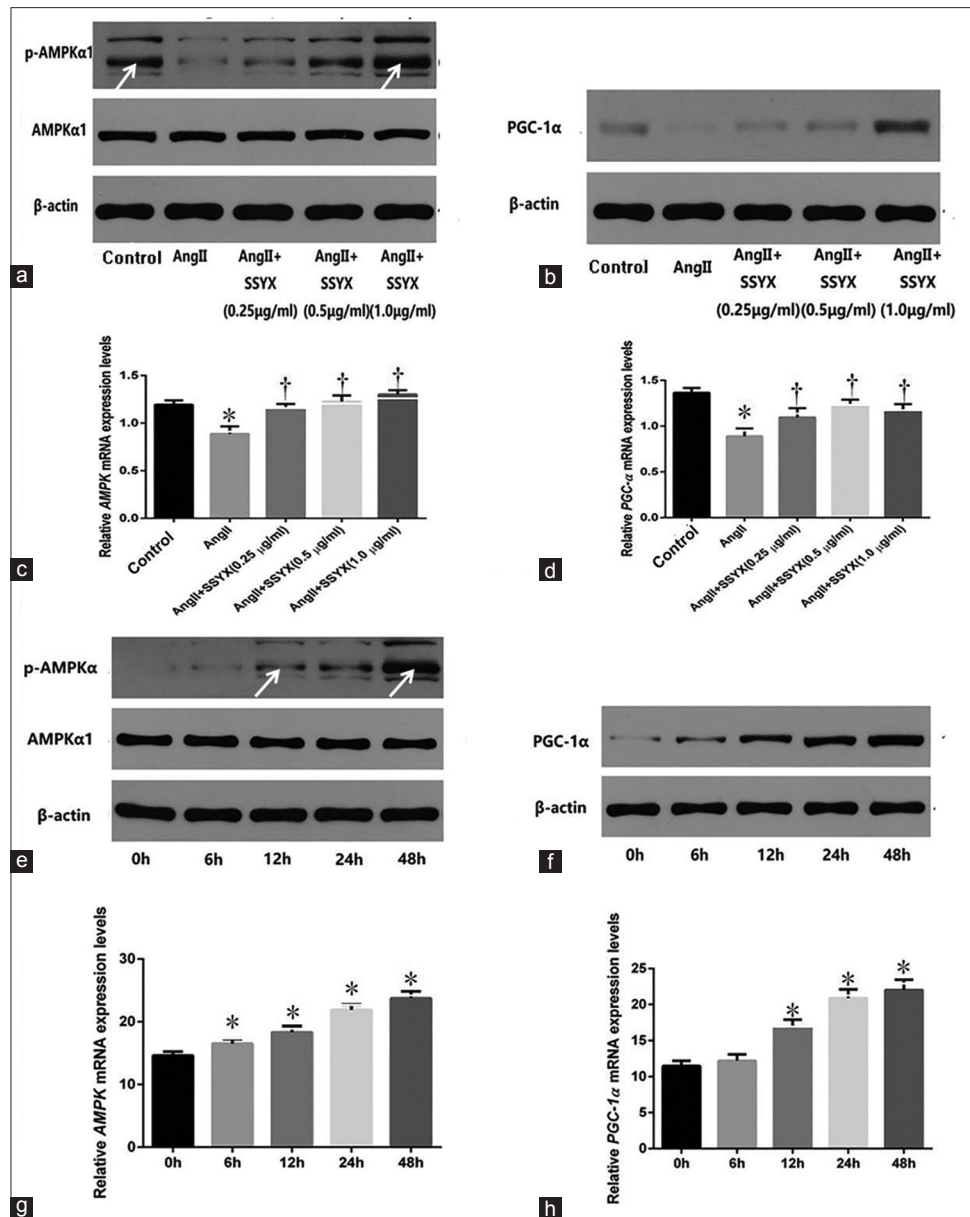 p-AMPKα1
AMPKα1
β-actin
Control AngII AngII+ AngII+ AngII+
SSYX SSYX SSYX
(0.25μg/ml) (0.5μg/ml)(1.0μg/ml)
a
PGC-1α
β-actin
Control AngII AngII+ AngII+ AngII+
SSYX SSYX SSYX
(0.25μg/ml) (0.5μg/ml) (1.0μg/ml)
b
Relative AMPK mRNA expression levels
1.5
1.0
0.5
0.0
* † † †
Control
AngII
AngII+SSYX(0.25 μg/ml)
AngII+SSYX(0.5 μg/ml)
AngII+SSYX(1.0 μg/ml)
c
Relative PGC-α mRNA expression levels
1.5
1.0
0.5
0.0
* † † †
Control
AngII
AngII+SSYX(0.25 μg/ml)
AngII+SSYX(0.5 μg/ml)
AngII+SSYX(1.0 μg/ml)
d
p-AMPKα
AMPKα1
β-actin
0h 6h 12h 24h 48h
e
PGC-1α
β-actin
0h 6h 12h 24h 48h
f
Relative AMPK mRNA expression levels
30
20
10
0
* * * *
0h 6h 12h 24h 48h
g
Relative PGC-1α mRNA expression levels
25
20
15
10
5
0
* * *
0h 6h 12h 24h 48h
h